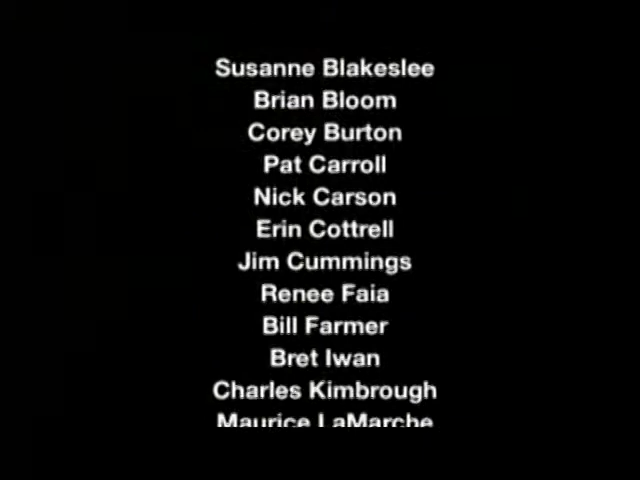 Susanne Blakeslee
Brian Bloom
Corey Burton
Pat Carroll
Nick Carson
Erin Cottrell
Jim Cummings
Renee Faia
Bill Farmer
Bret Iwan
Charles Kimbrough
Maurice LaMarche